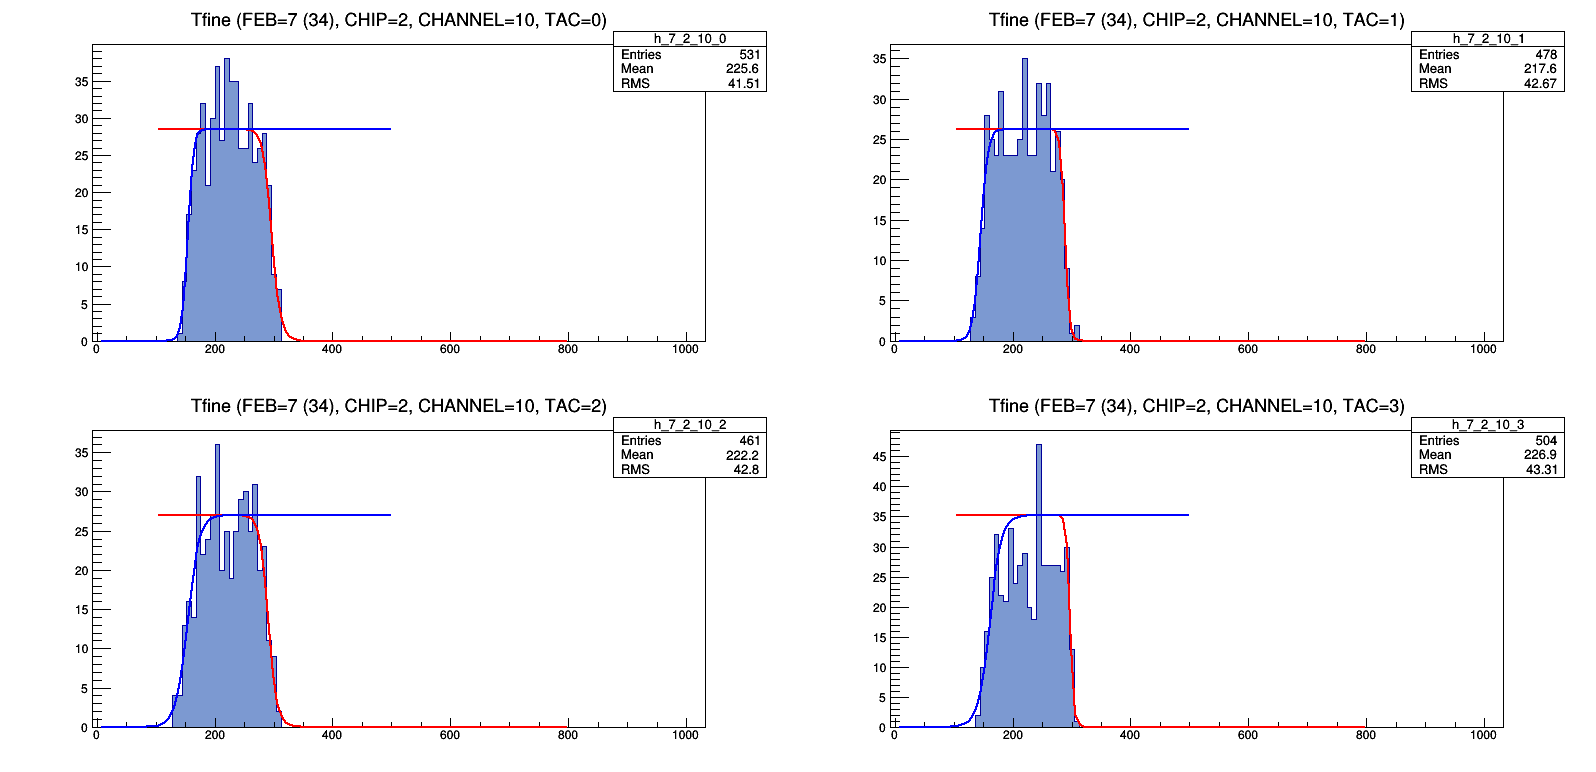 Tfine (FEB=7 (34), CHIP=2, CHANNEL=10, TAC=0)
h_7_2_10_0
Entries 531
Mean 225.6
RMS 41.51
35
30
25
20
15
10
5
0
0 200 400 600 800 1000
Tfine (FEB=7 (34), CHIP=2, CHANNEL=10, TAC=1)
h_7_2_10_1
Entries 478
Mean 217.6
RMS 42.67
35
30
25
20
15
10
5
0
0 200 400 600 800 1000
Tfine (FEB=7 (34), CHIP=2, CHANNEL=10, TAC=2)
h_7_2_10_2
Entries 461
Mean 222.2
RMS 42.8
35
30
25
20
15
10
5
0
0 200 400 600 800 1000
Tfine (FEB=7 (34), CHIP=2, CHANNEL=10, TAC=3)
h_7_2_10_3
Entries 504
Mean 226.9
RMS 43.31
45
40
35
30
25
20
15
10
5
0
0 200 400 600 800 1000